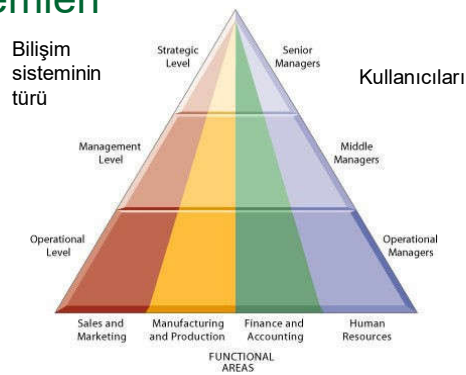 Bilişim
sisteminin
türü
Kullanıcıları
Strategic
Level
Senior
Managers
Management
Level
Middle
Managers
Operational
Level
Operational
Managers
Sales and
Marketing
Manufacturing
and Production
Finance and
Accounting
Human
Resources
FUNCTIONAL
AREAS